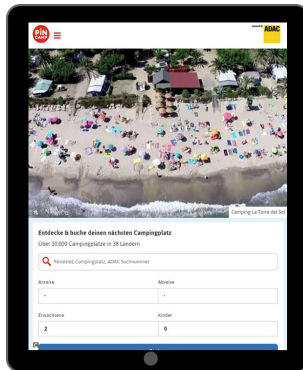 PiN
CAMP
ADAC
Camping La Torre del Sol
Entdecke & buche deinen nächsten Campingplatz
Über 10.000 Campingplätze in 38 Ländern
Reiseziel, Campingplatz, ADAC Suchnummer
Anreise
Abreise
-
-
Erwachsene
Kinder
2
0